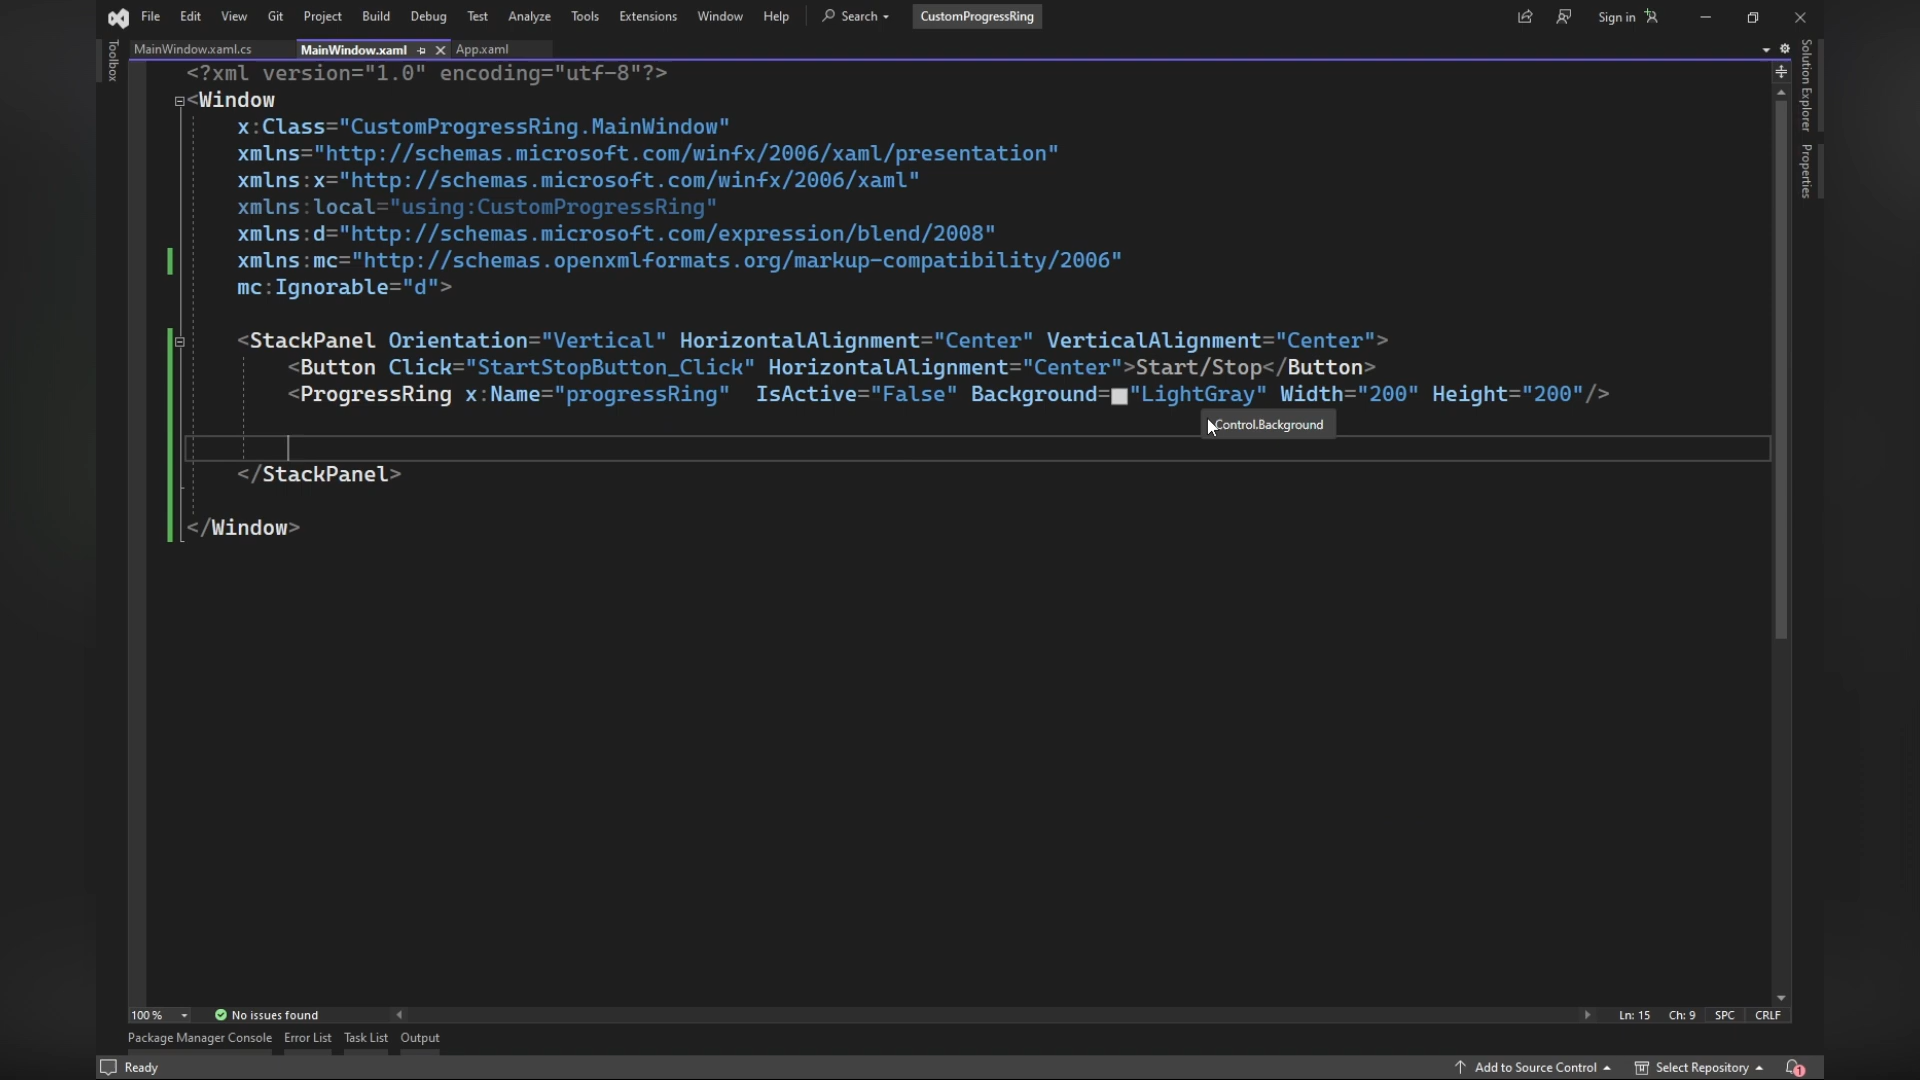 File Edit View Git Project Build Debug Test Analyze Tools Extensions Window Help Search CustomProgressRing Sign in
Toolbox
MainWindow.xaml.cs MainWindow.xaml App.xaml
<?xml version="1.0" encoding="utf-8"?>
<Window
x:Class="CustomProgressRing.MainWindow"
xmlns="http://schemas.microsoft.com/winfx/2006/xaml/presentation"
xmlns:x="http://schemas.microsoft.com/winfx/2006/xaml"
xmlns:local="using:CustomProgressRing"
xmlns:d="http://schemas.microsoft.com/expression/blend/2008"
xmlns:mc="http://schemas.openxmlformats.org/markup-compatibility/2006"
mc:Ignorable="d">
<StackPanel Orientation="Vertical" HorizontalAlignment="Center" VerticalAlignment="Center">
<Button Click="StartStopButton_Click" HorizontalAlignment="Center">Start/Stop</Button>
<ProgressRing x:Name="progressRing"  IsActive="False" Background="LightGray" Width="200" Height="200"/>
Control.Background
</StackPanel>
</Window>
Solution Explorer
Properties
100 % No issues found Ln: 15 Ch: 9 SPC CRLF
Package Manager Console Error List Task List Output
Ready Add to Source Control Select Repository 1